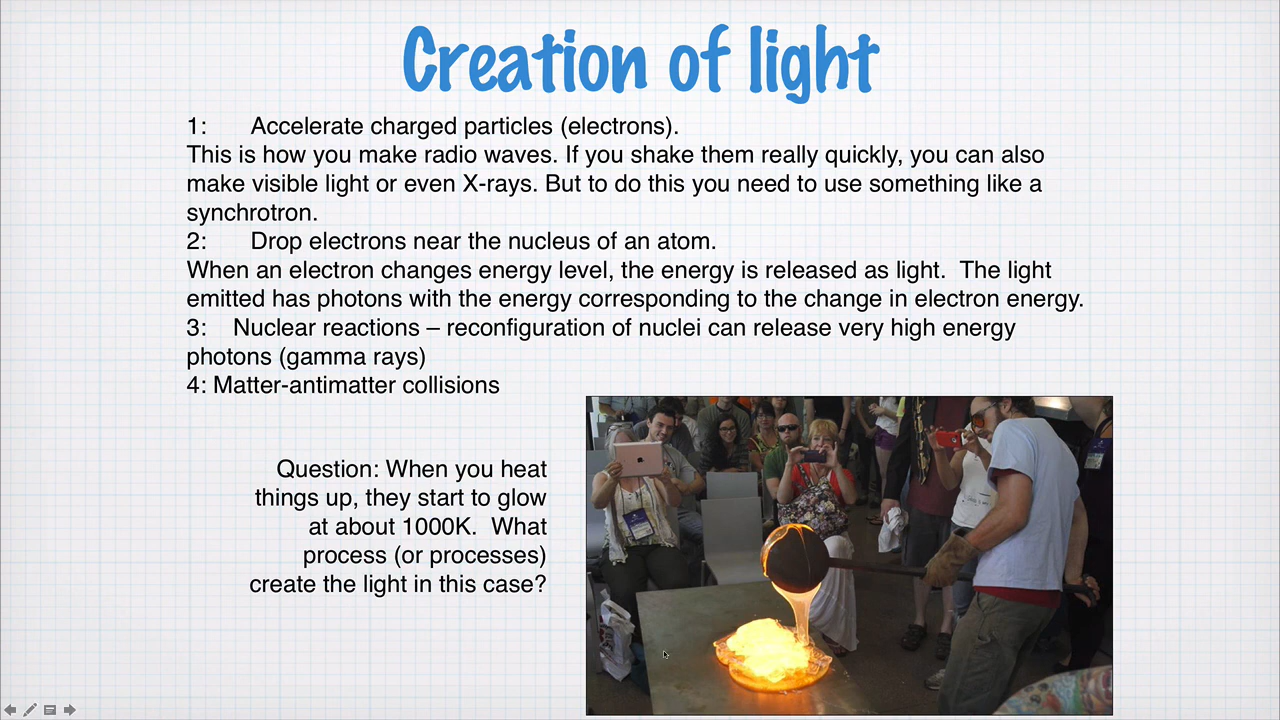 Creation of light
1: Accelerate charged particles (electrons).
This is how you make radio waves. If you shake them really quickly, you can also
make visible light or even X-rays. But to do this you need to use something like a
synchrotron.
2: Drop electrons near the nucleus of an atom.
When an electron changes energy level, the energy is released as light.  The light
emitted has photons with the energy corresponding to the change in electron energy.
3: Nuclear reactions – reconfiguration of nuclei can release very high energy
photons (gamma rays)
4: Matter-antimatter collisions
Question: When you heat
things up, they start to glow
at about 1000K.  What
process (or processes)
create the light in this case?